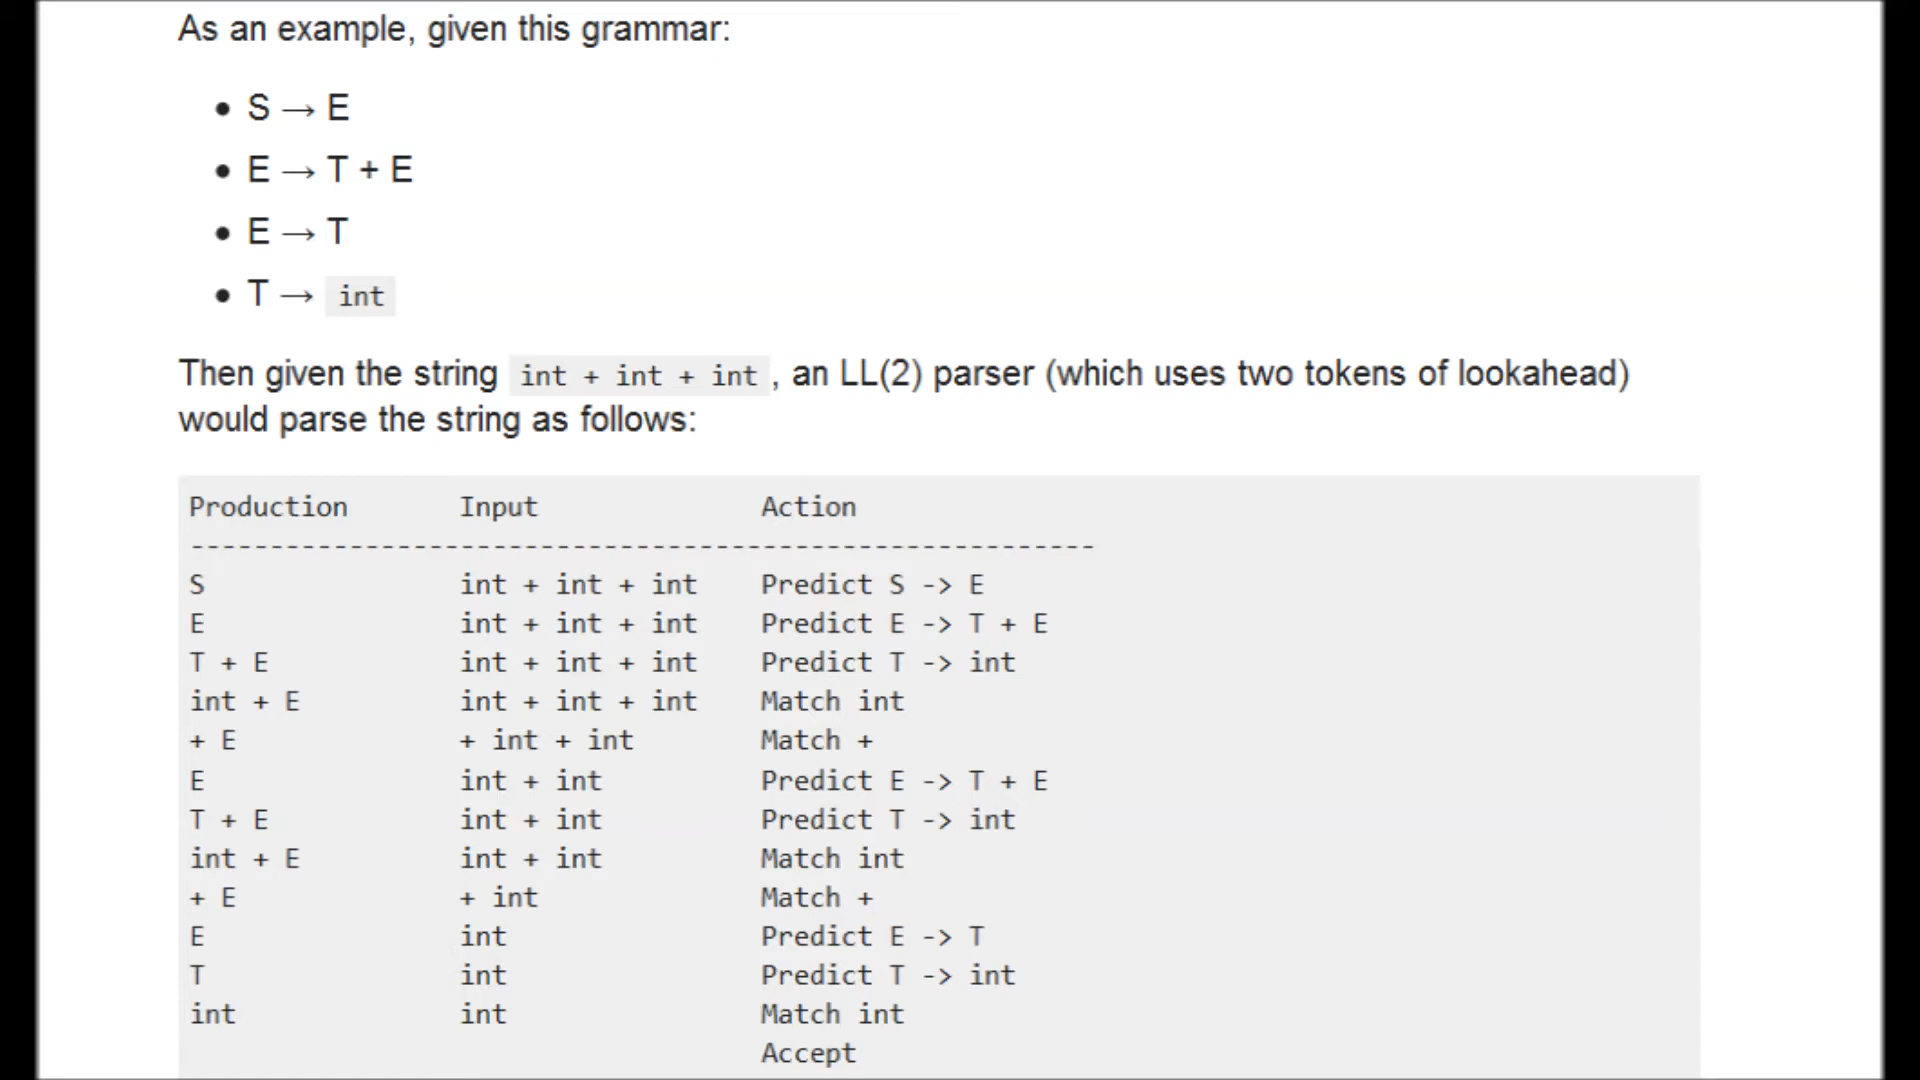 As an example, given this grammar:
• S → E
• E → T + E
• E → T
• T → int
Then given the string int + int + int , an LL(2) parser (which uses two tokens of lookahead)
would parse the string as follows:
Production Input Action
---------------------------------------------------------
S int + int + int Predict S -> E
E int + int + int Predict E -> T + E
T + E int + int + int Predict T -> int
int + E int + int + int Match int
+ E + int + int Match +
E int + int Predict E -> T + E
T + E int + int Predict T -> int
int + E int + int Match int
+ E + int Match +
E int Predict E -> T
T int Predict T -> int
int int Match int
Accept